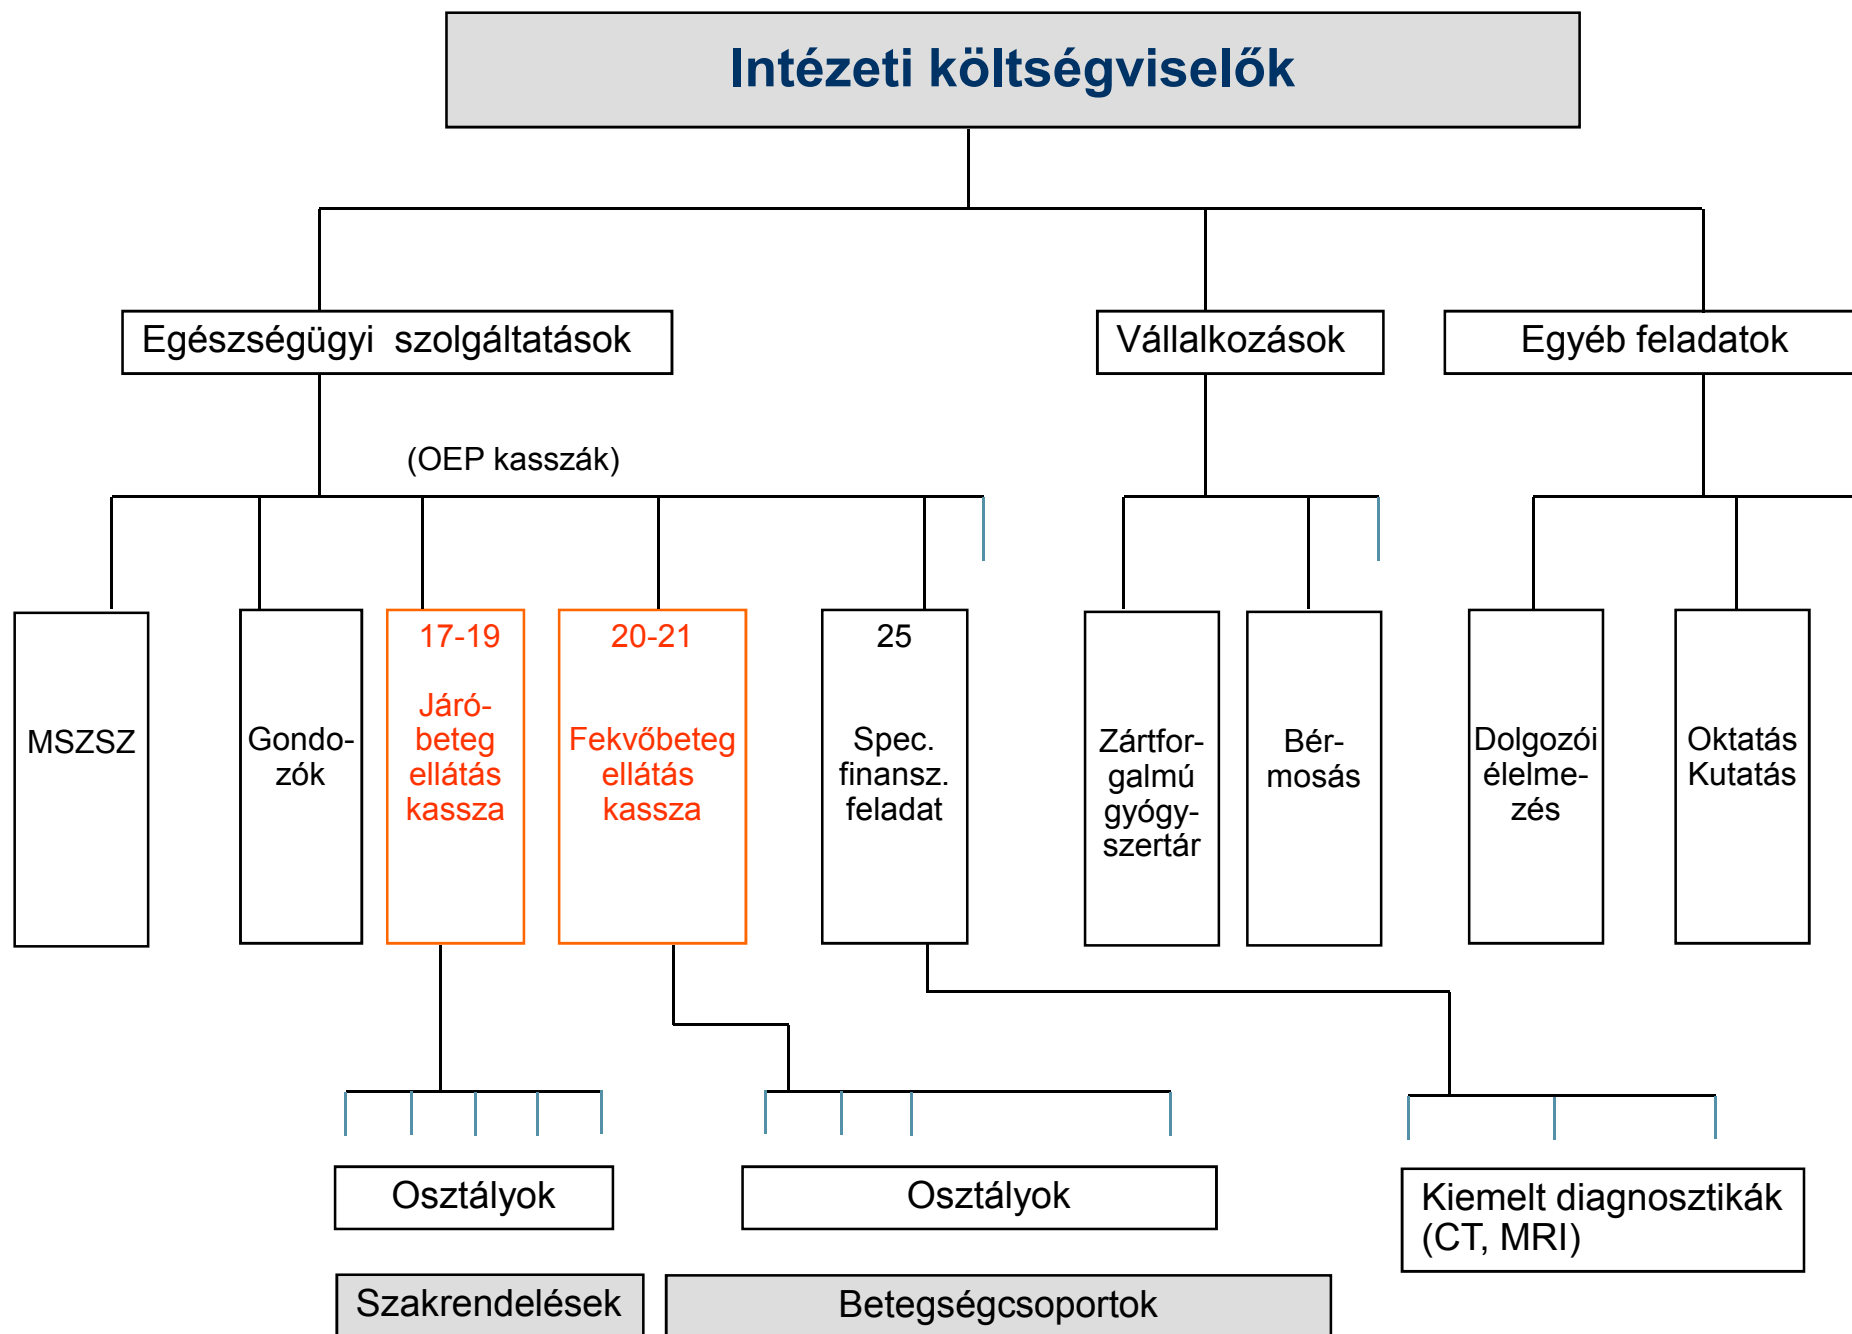 Intézeti költségviselők
Egészségügyi szolgáltatások
Vállalkozások
Egyéb feladatok
(OEP kasszák)
MSZSZ
Gondo-
zók
17-19
Járó-
beteg
ellátás
kassza
20-21
Fekvőbeteg
ellátás
kassza
25
Spec.
finansz.
feladat
Zártfor-
galmú
gyógy-
szertár
Bér-
mosás
Dolgozói
élelme-
zés
Oktatás
Kutatás
Osztályok
Osztályok
Kiemelt diagnosztikák
(CT, MRI)
Szakrendelések
Betegségcsoportok